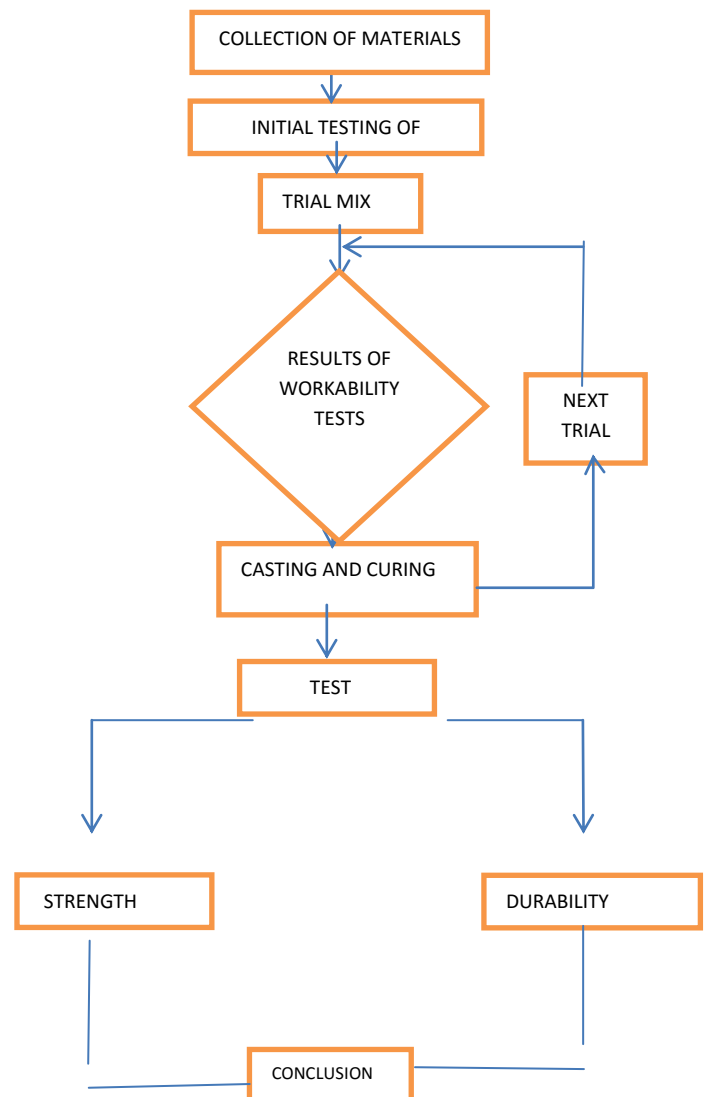 COLLECTION OF MATERIALS
INITIAL TESTING OF
TRIAL MIX
RESULTS OF
WORKABILITY
TESTS
NEXT
TRIAL
CASTING AND CURING
TEST
STRENGTH
DURABILITY
CONCLUSION